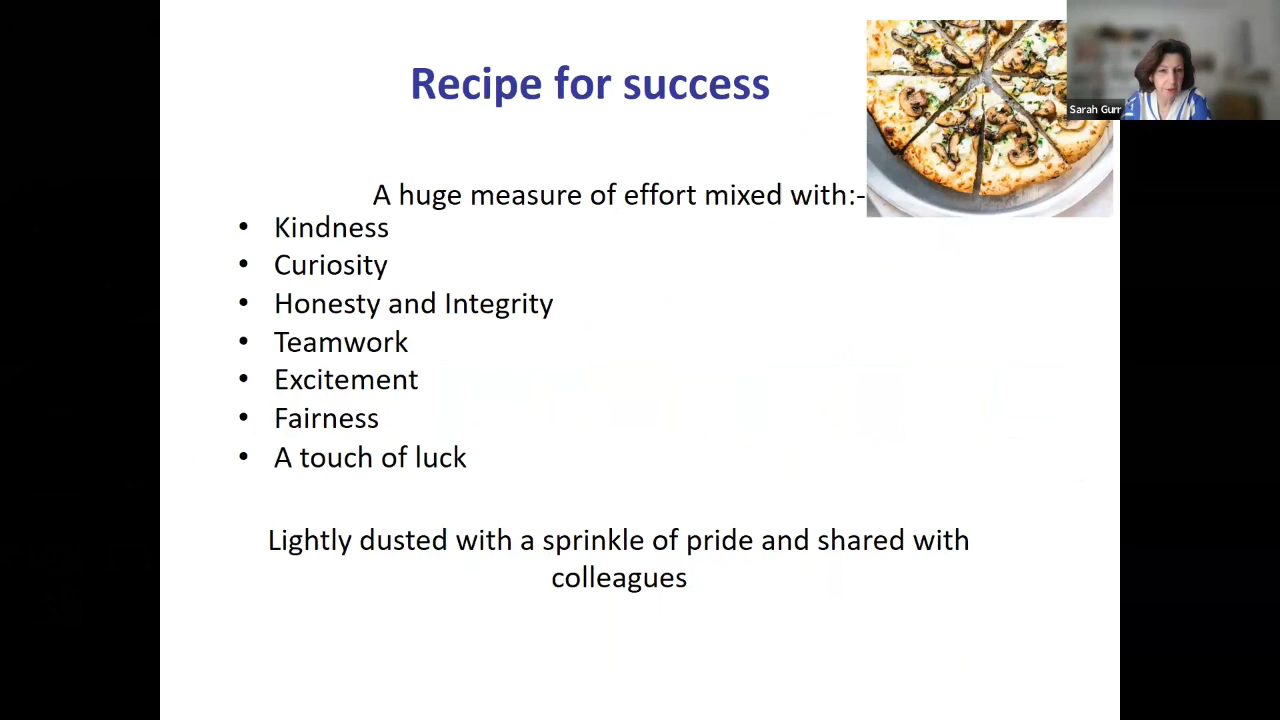 Recipe for success
Sarah Gurr
A huge measure of effort mixed with:-
• Kindness
• Curiosity
• Honesty and Integrity
• Teamwork
• Excitement
• Fairness
• A touch of luck
Lightly dusted with a sprinkle of pride and shared with
colleagues